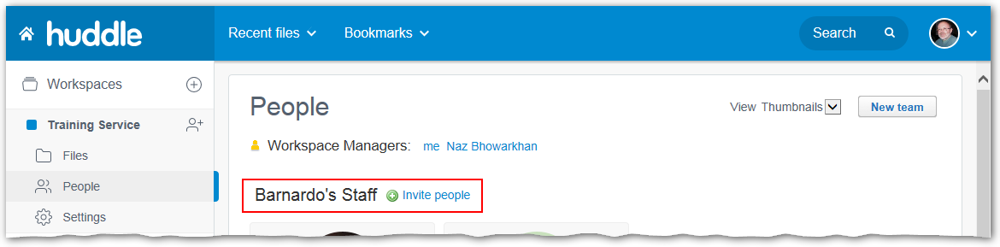 huddle Recent files Bookmarks Search
Workspaces
Training Service
Files
People
Settings
People View Thumbnails New team
Workspace Managers: me Naz Bhowarkhan
Barnardo's Staff Invite people